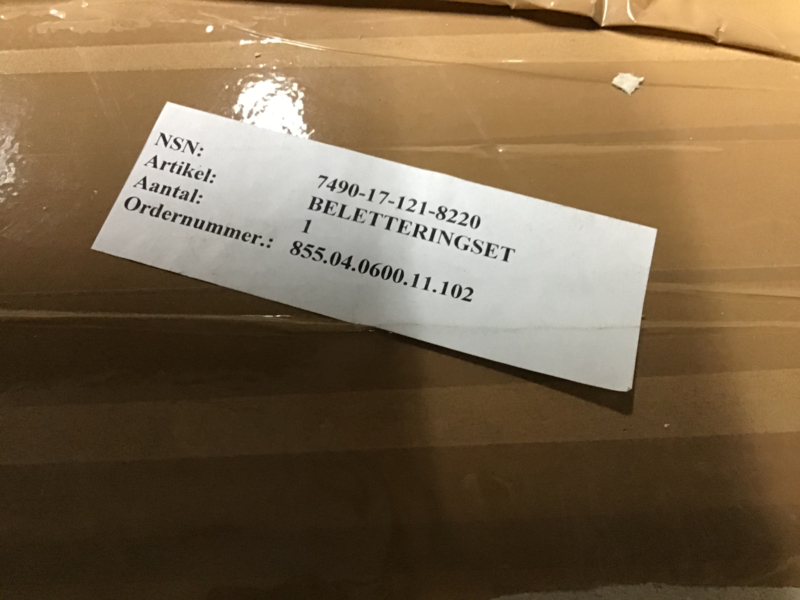 NSN: 7490-17-121-8220
Artikel: BELETTERINGSET
Aantal: 1
Ordernummer.: 855.04.0600.11.102